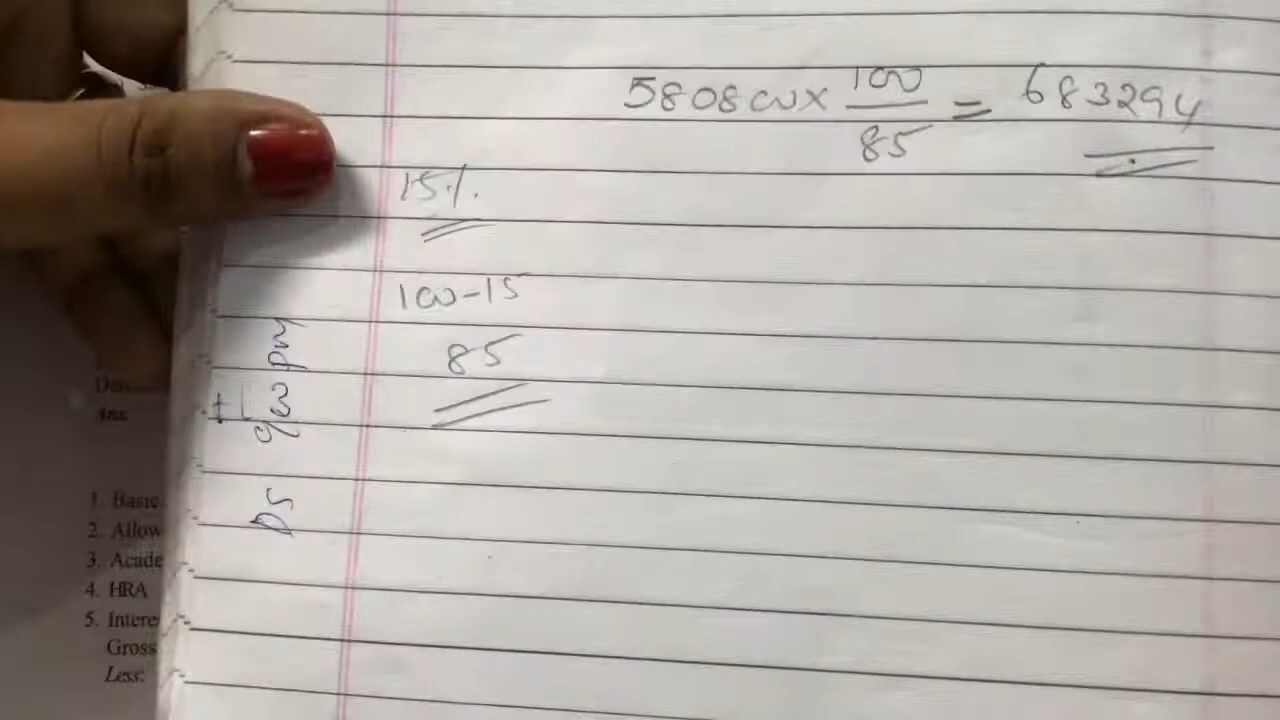 580800 x 100/85 = 683294
15%
100-15
85
1. Basic
2. Allow
3. Acade
4. HRA
5. Intere
Gross
Less: